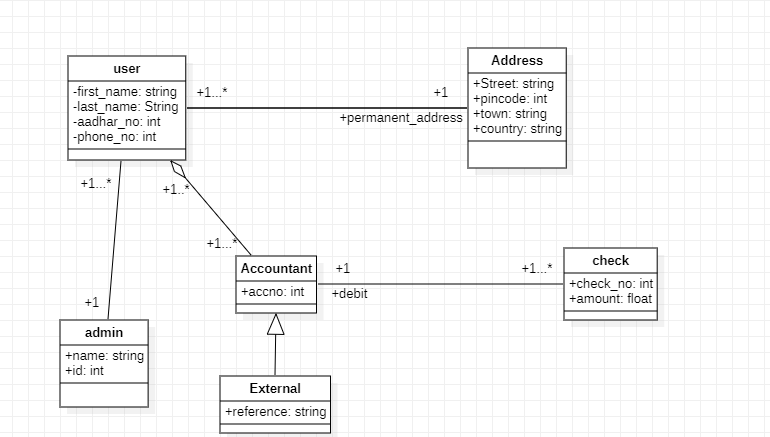 user
-first_name: string
-last_name: String
-aadhar_no: int
-phone_no: int
+1...*
+1
+permanent_address
Address
+Street: string
+pincode: int
+town: string
+country: string
+1...*
+1..*
+1...*
+1
Accountant
+accno: int
+1
+debit
+1...*
check
+check_no: int
+amount: float
admin
+name: string
+id: int
External
+reference: string